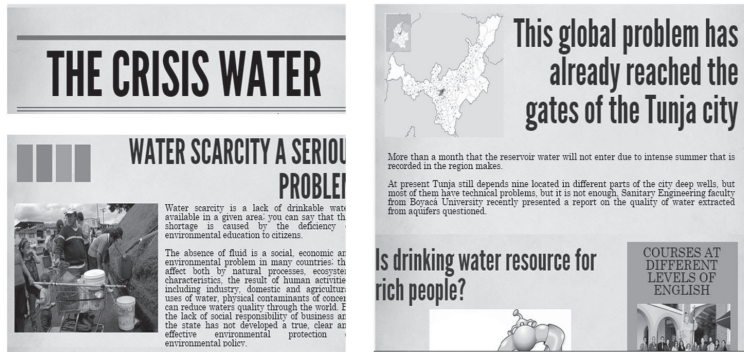 THE CRISIS WATER
WATER SCARCITY A SERIOU
PROBLEM
Water scarcity is a lack of drinkable wate
available in a given area; you can say that th
shortage is caused by the deficiency
environmental education to citizens.
The absence of fluid is a social, economic an
environmental problem in many countries; th
affect both by natural processes, ecosyste
characteristics, the result of human activitie
including industry, domestic and agricultur
uses of water, physical contaminants of concer
can reduce waters quality through the world. B
the lack of social responsibility of business an
the state has not developed a true, clear an
effective environmental protection
environmental policy.
This global problem has
already reached the
gates of the Tunja city
More than a month that the reservoir water will not enter due to intense summer that is
recorded in the region makes.
At present Tunja still depends nine located in different parts of the city deep wells, but
most of them have technical problems, but it is not enough, Sanitary Engineering faculty
from Boyacá University recently presented a report on the quality of water extracted
from aquifers questioned.
Is drinking water resource for
rich people?
COURSES AT
DIFFERENT
LEVELS OF
ENGLISH